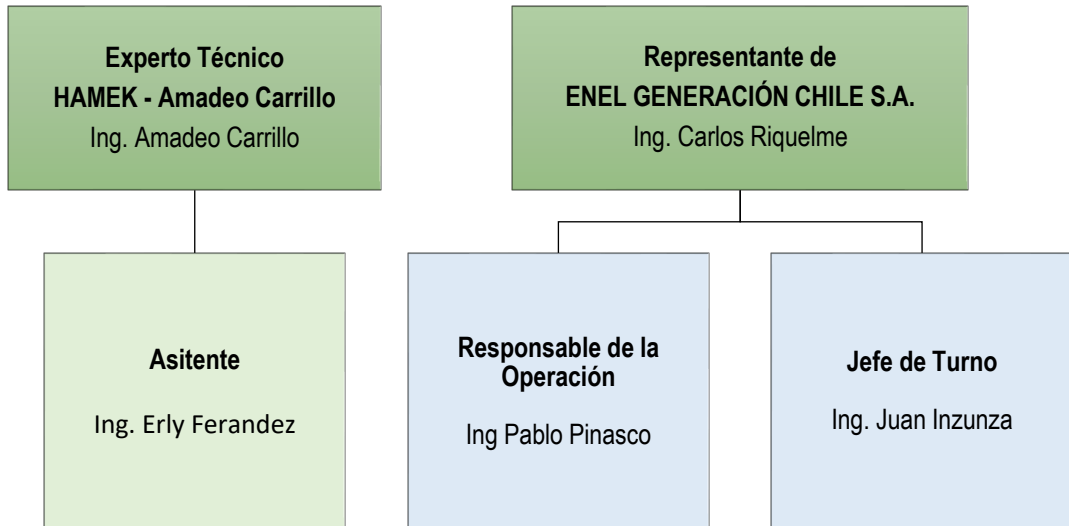 Experto Técnico
HAMEK - Amadeo Carrillo
Ing. Amadeo Carrillo
Representante de
ENEL GENERACIÓN CHILE S.A.
Ing. Carlos Riquelme
Asitente
Ing. Erly Ferandez
Responsable de la
Operación
Ing Pablo Pinasco
Jefe de Turno
Ing. Juan Inzunza